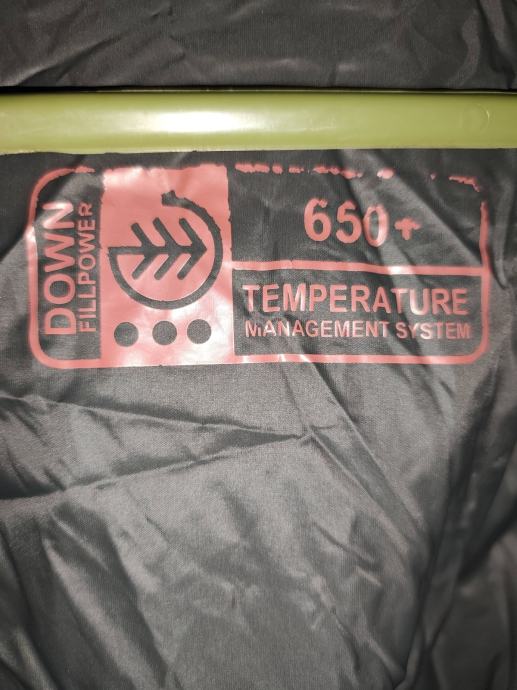 DOWN
FILLPOWER
650+
TEMPERATURE
MANAGEMENT SYSTEM